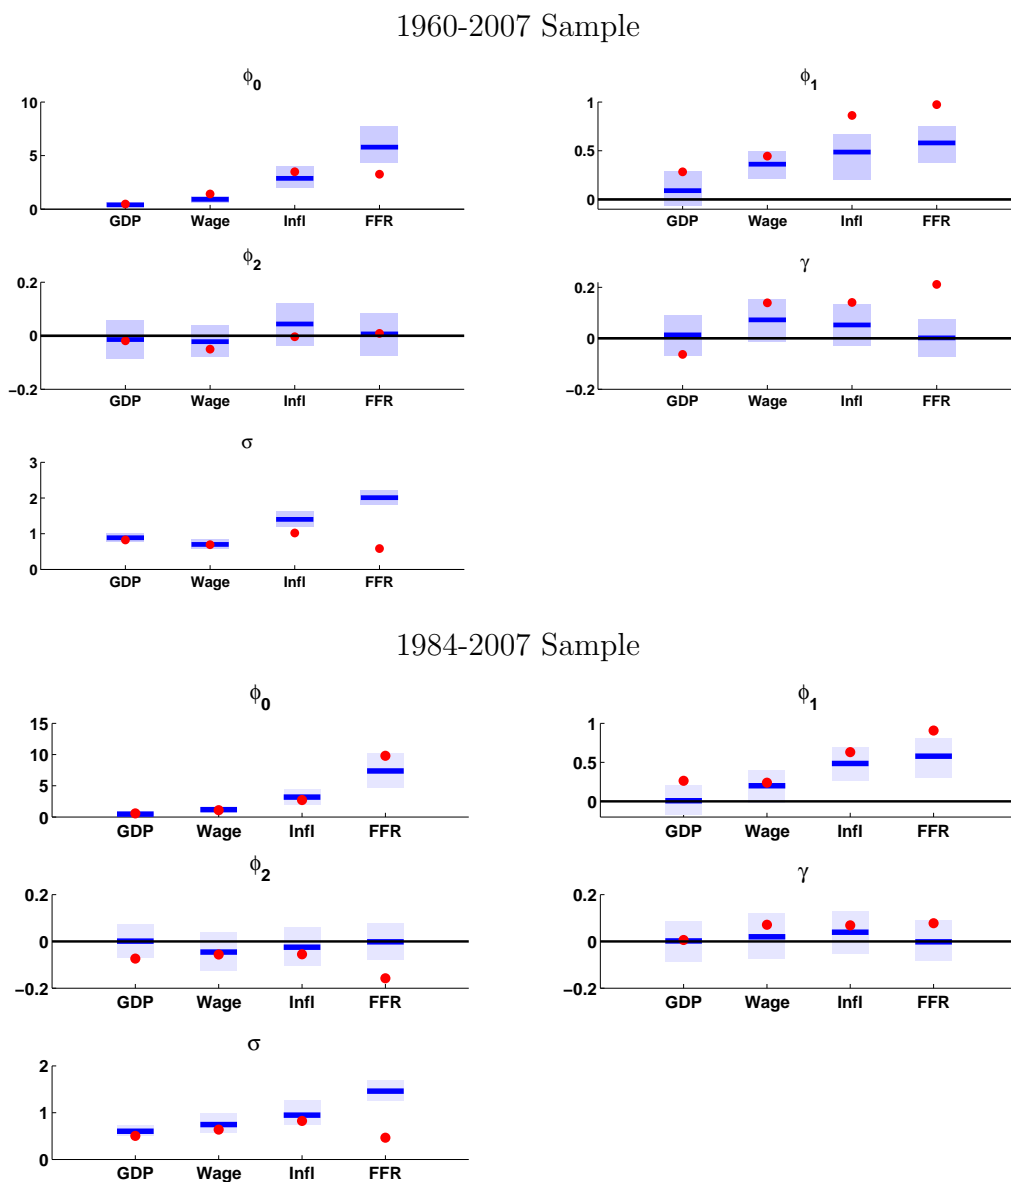 1960-2007 Sample
ϕ0
10
5
0
GDP Wage Infl FFR
ϕ1
1
0.5
0
GDP Wage Infl FFR
ϕ2
0.2
0
−0.2
GDP Wage Infl FFR
γ
0.2
0
−0.2
GDP Wage Infl FFR
σ
3
2
1
0
GDP Wage Infl FFR
1984-2007 Sample
ϕ0
15
10
5
0
GDP Wage Infl FFR
ϕ1
1
0.5
0
GDP Wage Infl FFR
ϕ2
0.2
0
−0.2
GDP Wage Infl FFR
γ
0.2
0
−0.2
GDP Wage Infl FFR
σ
2
1
0
GDP Wage Infl FFR